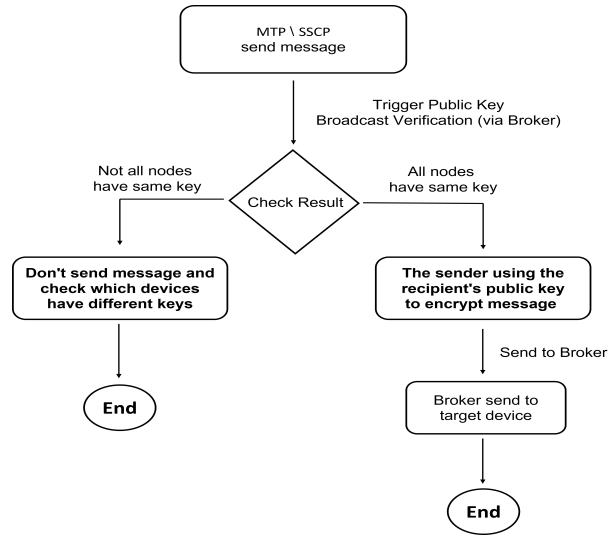 MTP \ SSCP
send message
Trigger Public Key
Broadcast Verification (via Broker)
Not all nodes
have same key
All nodes
have same key
Check Result
Don't send message and
check which devices
have different keys
The sender using the
recipient's public key
to encrypt message
Send to Broker
End
Broker send to
target device
End